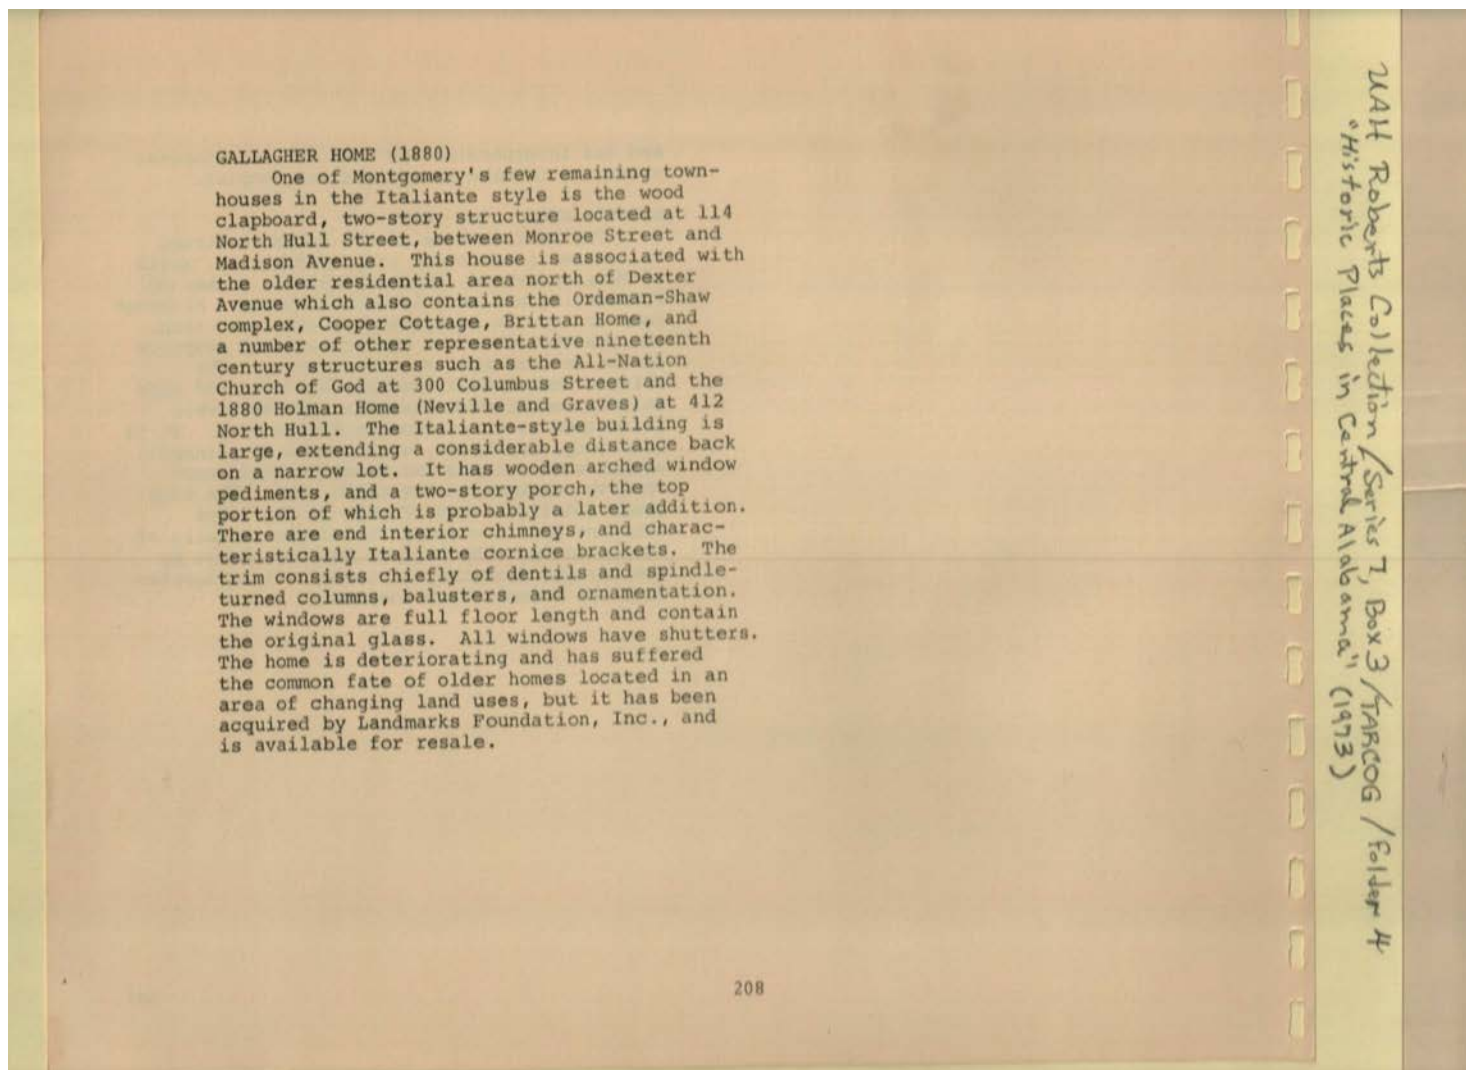 GALLAGHER HOME (1880)
One of Montgomery's few remaining town-
houses in the Italiante style is the wood
clapboard, two-story structure located at 114
North Hull Street, between Monroe Street and
Madison Avenue. This house is associated with
the older residential area north of Dexter
Avenue which also contains the Ordeman-Shaw
complex, Cooper Cottage, Brittan Home, and
a number of other representative nineteenth
century structures such as the All-Nation
Church of God at 300 Columbus Street and the
1880 Holman Home (Neville and Graves) at 412
North Hull. The Italiante-style building is
large, extending a considerable distance back
on a narrow lot. It has wooden arched window
pediments, and a two-story porch, the top
portion of which is probably a later addition.
There are end interior chimneys, and charac-
teristically Italiante cornice brackets. The
trim consists chiefly of dentils and spindle-
turned columns, balusters, and ornamentation.
The windows are full floor length and contain
the original glass. All windows have shutters.
The home is deteriorating and has suffered
the common fate of older homes located in an
area of changing land uses, but it has been
acquired by Landmarks Foundation, Inc., and
is available for resale.
208
UAH Roberts Collection/Series 7, Box 3/TARCOG/Folder 4
"Historic Places in Central Alabama" (1973)